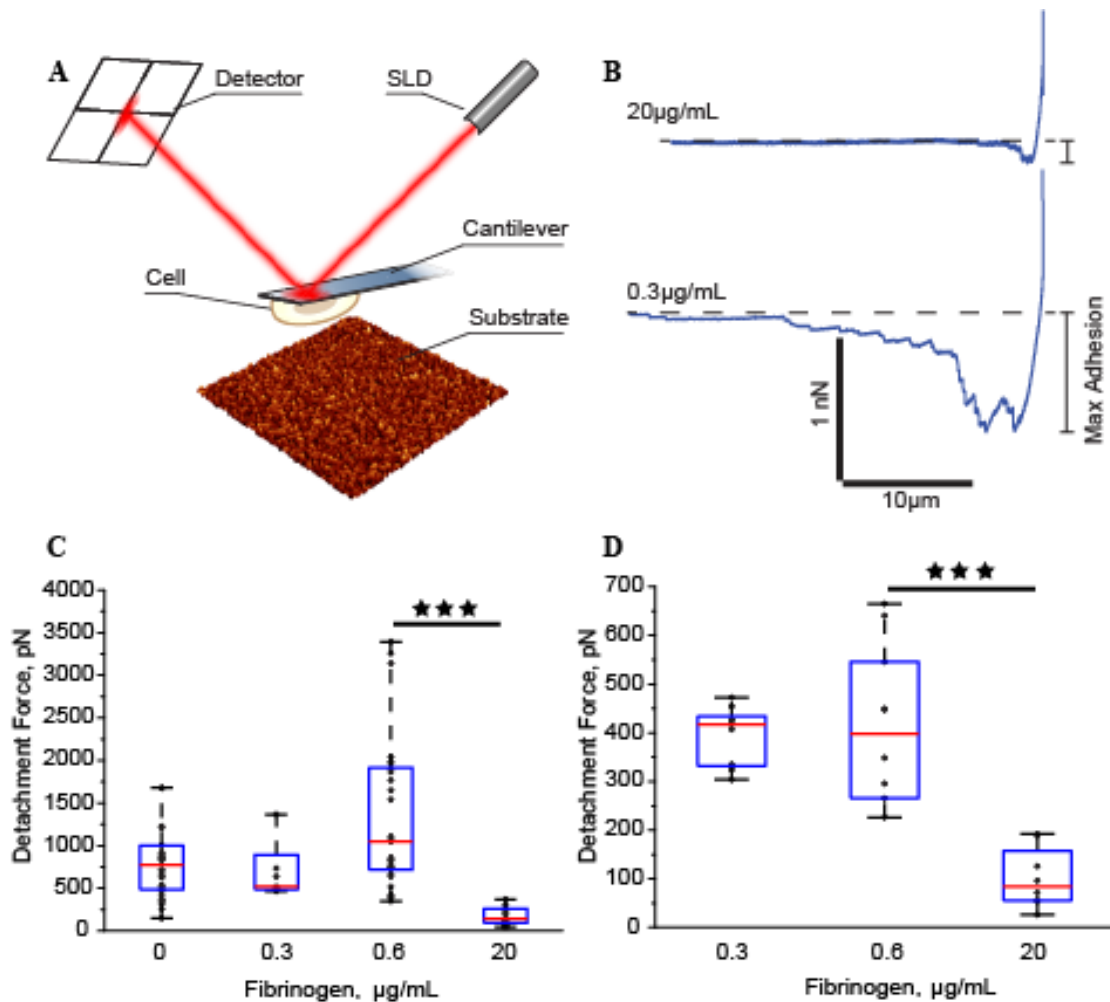 A
Detector
SLD
Cantilever
Cell
Substrate
B
20µg/mL
0.3µg/mL
Max Adhesion
1 nN
10µm
C
Detachment Force, pN
4000
3500
3000
2500
2000
1500
1000
500
0
★★★
0 0.3 0.6 20
Fibrinogen, µg/mL
D
Detachment Force, pN
700
600
500
400
300
200
100
0
★★★
0.3 0.6 20
Fibrinogen, µg/mL